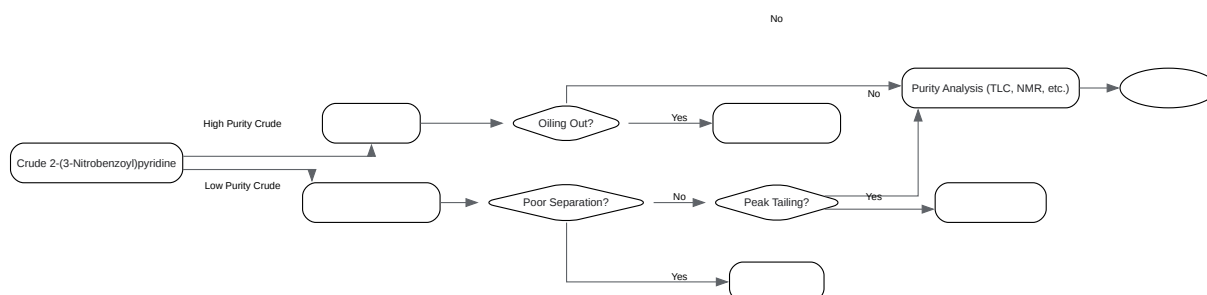 No
Purity Analysis (TLC, NMR, etc.)
No
High Purity Crude
Oiling Out?
Yes
Crude 2-(3-Nitrobenzoyl)pyridine
Low Purity Crude
Poor Separation?
No
Peak Tailing?
Yes
Yes